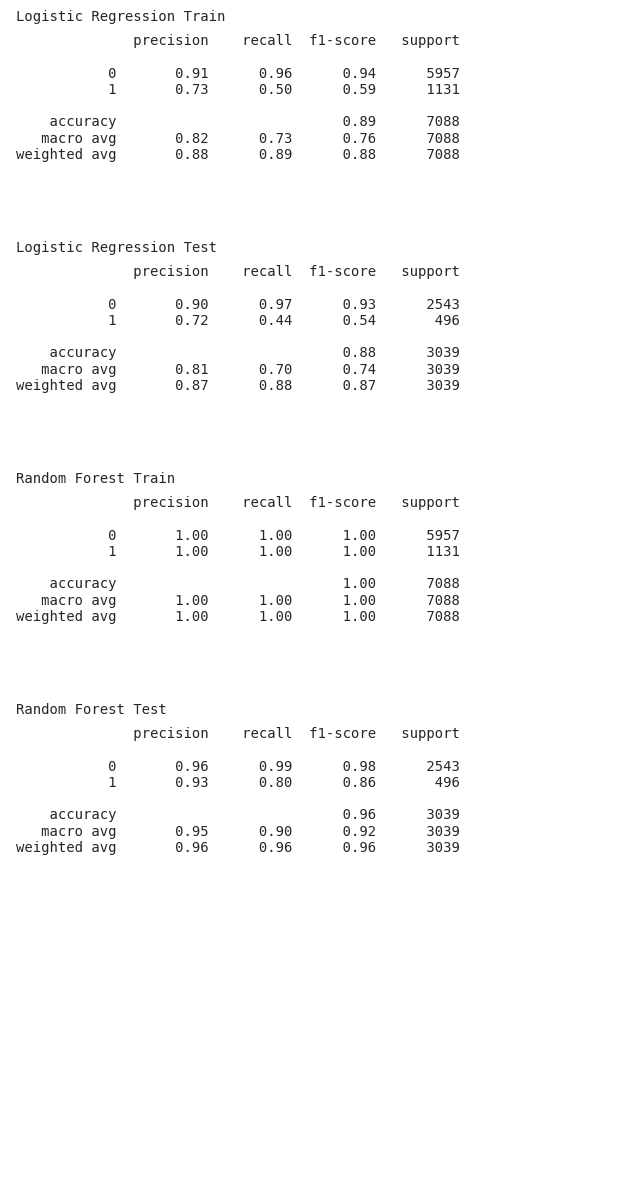 Logistic Regression Train
precision recall f1-score support
0 0.91 0.96 0.94 5957
1 0.73 0.50 0.59 1131
accuracy 0.89 7088
macro avg 0.82 0.73 0.76 7088
weighted avg 0.88 0.89 0.88 7088
Logistic Regression Test
precision recall f1-score support
0 0.90 0.97 0.93 2543
1 0.72 0.44 0.54 496
accuracy 0.88 3039
macro avg 0.81 0.70 0.74 3039
weighted avg 0.87 0.88 0.87 3039
Random Forest Train
precision recall f1-score support
0 1.00 1.00 1.00 5957
1 1.00 1.00 1.00 1131
accuracy 1.00 7088
macro avg 1.00 1.00 1.00 7088
weighted avg 1.00 1.00 1.00 7088
Random Forest Test
precision recall f1-score support
0 0.96 0.99 0.98 2543
1 0.93 0.80 0.86 496
accuracy 0.96 3039
macro avg 0.95 0.90 0.92 3039
weighted avg 0.96 0.96 0.96 3039